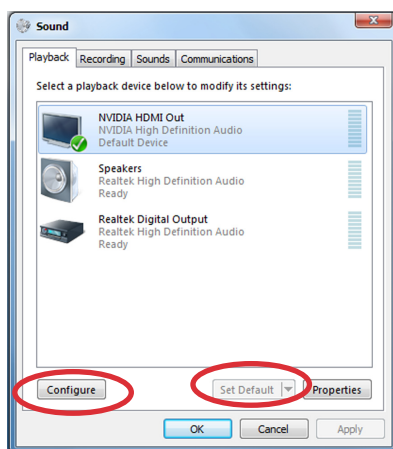 Sound
Playback Recording Sounds Communications
Select a playback device below to modify its settings:
NVIDIA HDMI Out
NVIDIA High Definition Audio
Default Device
Speakers
Realtek High Definition Audio
Ready
Realtek Digital Output
Realtek High Definition Audio
Ready
Configure Set Default Properties
OK Cancel Apply